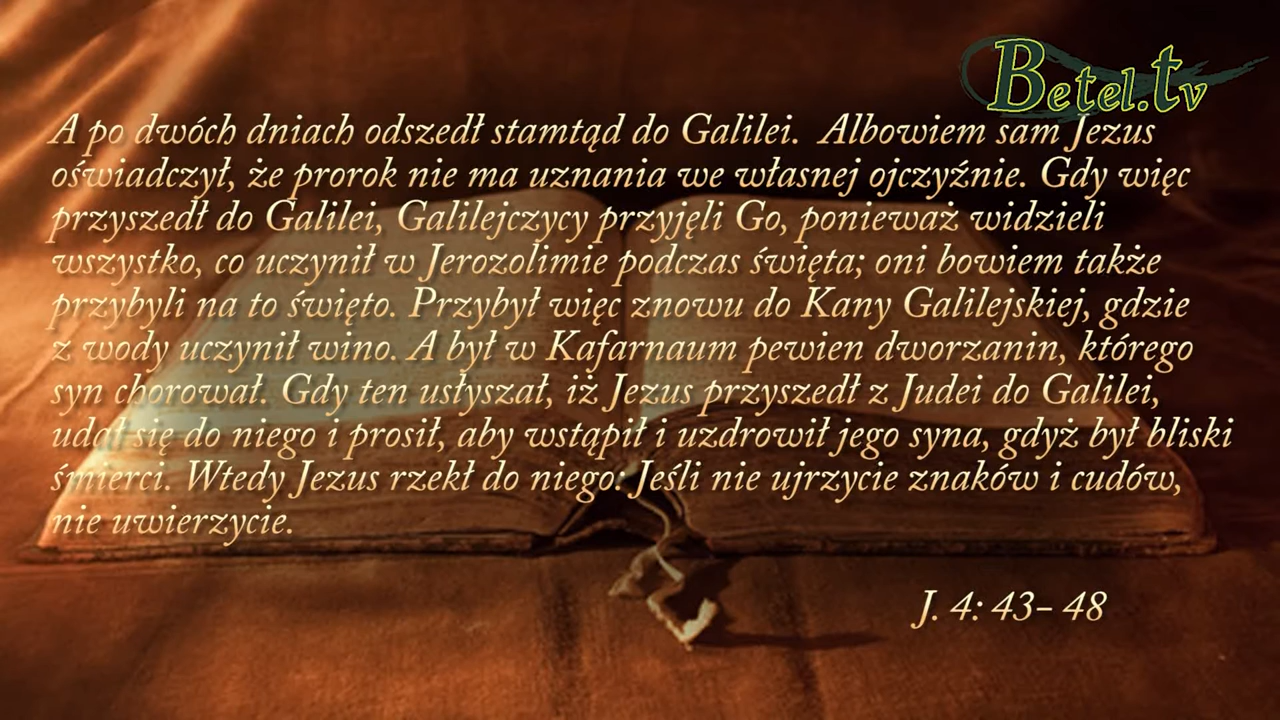 Betel.tv
A po dwóch dniach odszedł stamtąd do Galilei. Albowiem sam Jezus
oświadczył, że prorok nie ma uznania we własnej ojczyźnie. Gdy więc
przyszedł do Galilei, Galilejczycy przyjęli Go, ponieważ widzieli
wszystko, co uczynił w Jerozolimie podczas święta; oni bowiem także
przybyli na to święto. Przybył więc znowu do Kany Galilejskiej, gdzie
z wody uczynił wino. A był w Kafarnaum pewien dworzanin, którego
syn chorował. Gdy ten usłyszał, iż Jezus przyszedł z Judei do Galilei,
udał się do niego i prosił, aby wstąpił i uzdrowił jego syna, gdyż był bliski
śmierci. Wtedy Jezus rzekł do niego: Jeśli nie ujrzycie znaków i cudów,
nie uwierzycie.
J. 4: 43- 48